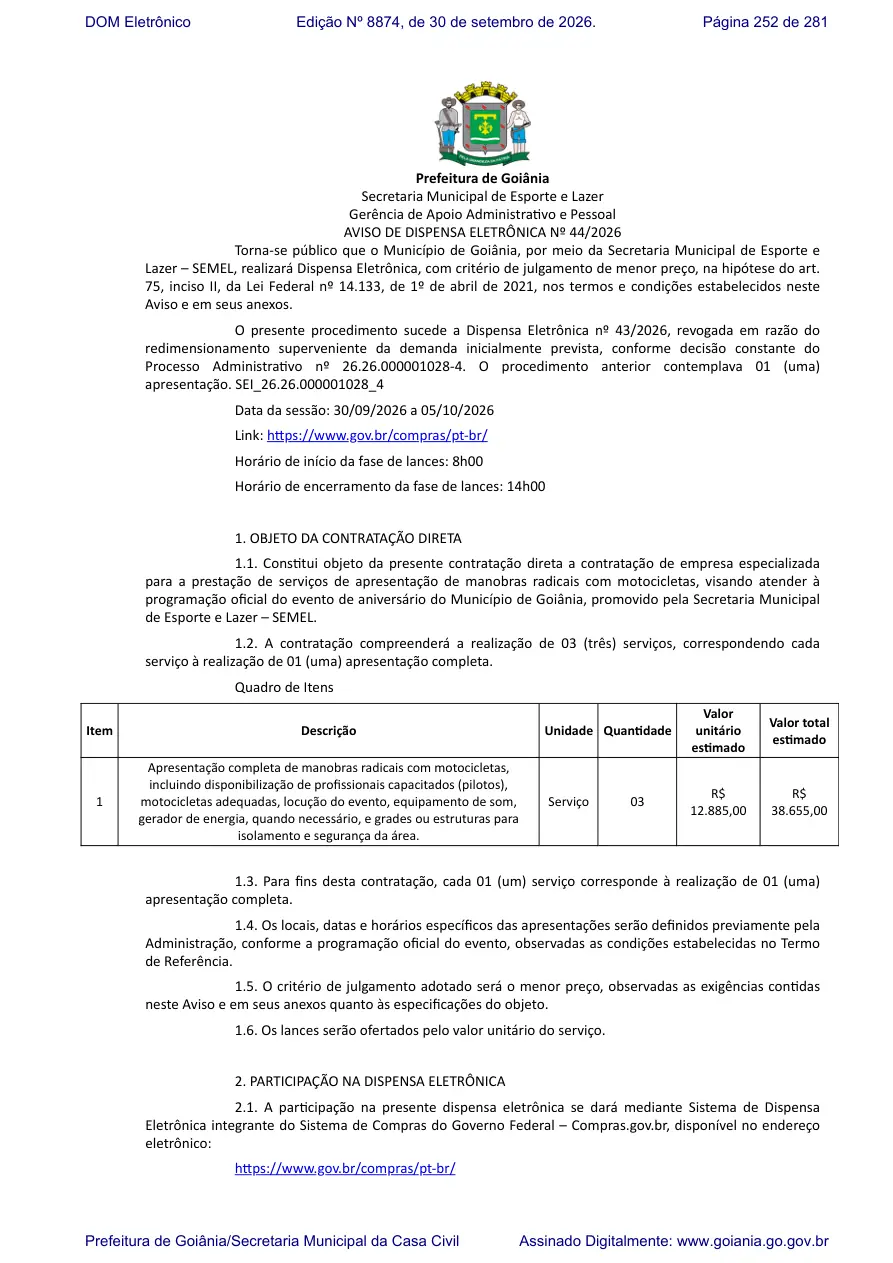 DOM Eletrônico Edição Nº 8874, de 30 de setembro de 2026. Página 252 de 281
Prefeitura de Goiânia
Secretaria Municipal de Esporte e Lazer
Gerência de Apoio Administrativo e Pessoal
AVISO DE DISPENSA ELETRÔNICA Nº 44/2026
Torna-se público que o Município de Goiânia, por meio da Secretaria Municipal de Esporte e
Lazer – SEMEL, realizará Dispensa Eletrônica, com critério de julgamento de menor preço, na hipótese do art.
75, inciso II, da Lei Federal nº 14.133, de 1º de abril de 2021, nos termos e condições estabelecidos neste
Aviso e em seus anexos.
O presente procedimento sucede a Dispensa Eletrônica nº 43/2026, revogada em razão do
redimensionamento superveniente da demanda inicialmente prevista, conforme decisão constante do
Processo Administrativo nº 26.26.000001028-4. O procedimento anterior contemplava 01 (uma)
apresentação. SEI_26.26.000001028_4
Data da sessão: 30/09/2026 a 05/10/2026
Link: https://www.gov.br/compras/pt-br/
Horário de início da fase de lances: 8h00
Horário de encerramento da fase de lances: 14h00
1. OBJETO DA CONTRATAÇÃO DIRETA
1.1. Constitui objeto da presente contratação direta a contratação de empresa especializada
para a prestação de serviços de apresentação de manobras radicais com motocicletas, visando atender à
programação oficial do evento de aniversário do Município de Goiânia, promovido pela Secretaria Municipal
de Esporte e Lazer – SEMEL.
1.2. A contratação compreenderá a realização de 03 (três) serviços, correspondendo cada
serviço à realização de 01 (uma) apresentação completa.
Quadro de Itens
Item Descrição Unidade Quantidade Valor unitário estimado Valor total estimado
1 Apresentação completa de manobras radicais com motocicletas,
incluindo disponibilização de profissionais capacitados (pilotos),
motocicletas adequadas, locução do evento, equipamento de som,
gerador de energia, quando necessário, e grades ou estruturas para
isolamento e segurança da área.
Serviço 03 R$ 12.885,00 R$ 38.655,00
1.3. Para fins desta contratação, cada 01 (um) serviço corresponde à realização de 01 (uma)
apresentação completa.
1.4. Os locais, datas e horários específicos das apresentações serão definidos previamente pela
Administração, conforme a programação oficial do evento, observadas as condições estabelecidas no Termo
de Referência.
1.5. O critério de julgamento adotado será o menor preço, observadas as exigências contidas
neste Aviso e em seus anexos quanto às especificações do objeto.
1.6. Os lances serão ofertados pelo valor unitário do serviço.
2. PARTICIPAÇÃO NA DISPENSA ELETRÔNICA
2.1. A participação na presente dispensa eletrônica se dará mediante Sistema de Dispensa
Eletrônica integrante do Sistema de Compras do Governo Federal – Compras.gov.br, disponível no endereço
eletrônico:
https://www.gov.br/compras/pt-br/
Prefeitura de Goiânia/Secretaria Municipal da Casa Civil Assinado Digitalmente: www.goiania.go.gov.br